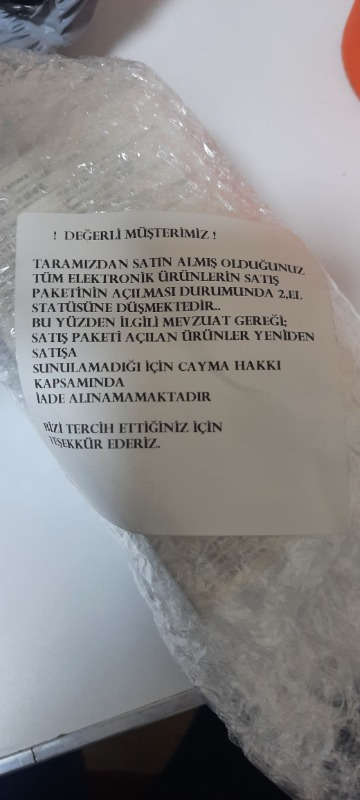 ! DEĞERLİ MÜŞTERİMİZ !
TARAMIZDAN SATIN ALMIŞ OLDUĞUNUZ
TÜM ELEKTRONİK ÜRÜNLERİN SATIŞ
PAKETİNİN AÇILMASI DURUMUNDA 2.EL
STATÜSÜNE DÜŞMEKTEDİR..
BU YÜZDEN İLGİLİ MEVZUAT GEREĞİ;
SATIŞ PAKETİ AÇILAN ÜRÜNLER YENİDEN
SATIŞA
SUNULAMADIĞI İÇİN CAYMA HAKKI
KAPSAMINDA
İADE ALINAMAMAKTADIR
BİZİ TERCİH ETTİĞİNİZ İÇİN
TEŞEKKÜR EDERİZ.